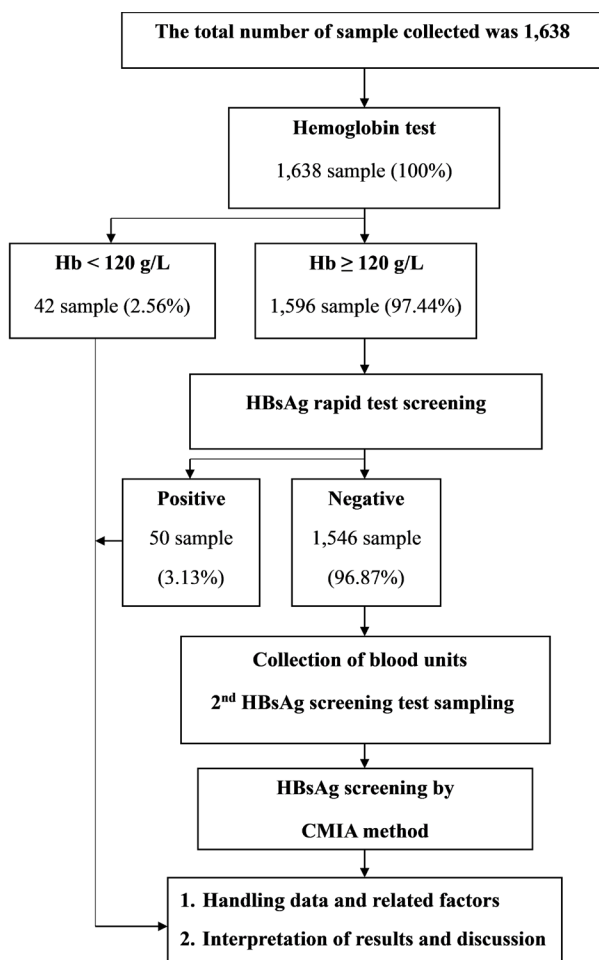 The total number of sample collected was 1,638
Hemoglobin test
1,638 sample (100%)
Hb < 120 g/L
42 sample (2.56%)
Hb ≥ 120 g/L
1,596 sample (97.44%)
HBsAg rapid test screening
Positive
50 sample
(3.13%)
Negative
1,546 sample
(96.87%)
Collection of blood units
2nd HBsAg screening test sampling
HBsAg screening by
CMIA method
1. Handling data and related factors
2. Interpretation of results and discussion